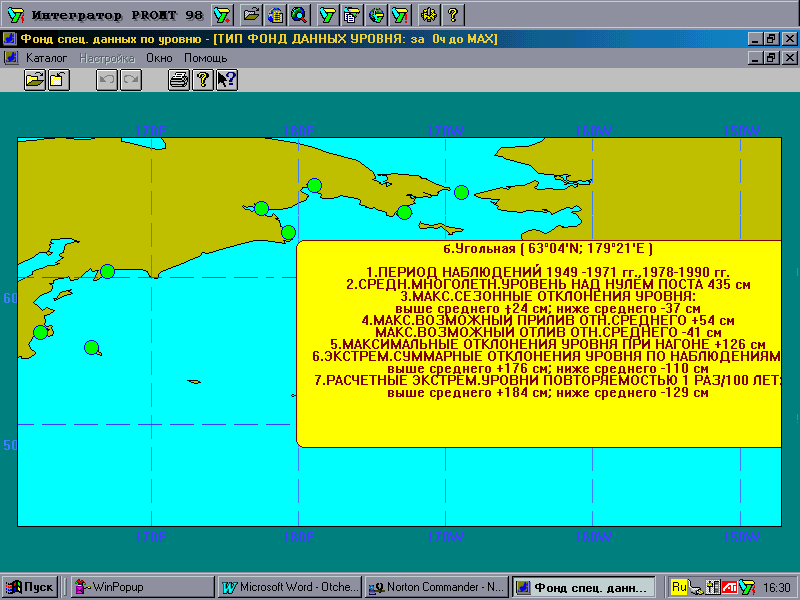 Интегратор PROMT 98
Фонд спец. данных по уровню - [ТИП ФОНД ДАННЫХ УРОВНЯ: за 0ч до MAX]
Каталог Настройка Окно Помощь
170E 180E 170W 160W 150W
б.Угольная ( 63°04'N; 179°21'E )
1.ПЕРИОД НАБЛЮДЕНИЙ 1949 -1971 гг.,1978-1990 гг.
2.СРЕДН.МНОГОЛЕТН.УРОВЕНЬ НАД НУЛЕМ ПОСТА 435 см
3.МАКС.СЕЗОННЫЕ ОТКЛОНЕНИЯ УРОВНЯ:
выше среднего +24 см; ниже среднего -37 см
4.МАКС.ВОЗМОЖНЫЙ ПРИЛИВ ОТН.СРЕДНЕГО +54 см
МАКС.ВОЗМОЖНЫЙ ОТЛИВ ОТН.СРЕДНЕГО -41 см
5.МАКСИМАЛЬНЫЕ ОТКЛОНЕНИЯ УРОВНЯ ПРИ НАГОНЕ +126 см
6.ЭКСТРЕМ.СУММАРНЫЕ ОТКЛОНЕНИЯ УРОВНЯ ПО НАБЛЮДЕНИЯМ
выше среднего +176 см; ниже среднего -110 см
7.РАСЧЕТНЫЕ ЭКСТРЕМ.УРОВНИ ПОВТОРЯЕМОСТЬЮ 1 РАЗ/100 ЛЕТ:
выше среднего +184 см; ниже среднего -129 см
60
50
170E 180E 170W 160W 150W
Пуск WinPopup Microsoft Word - Otche... Norton Commander - N... Фонд спец. данн... Ru 16:30